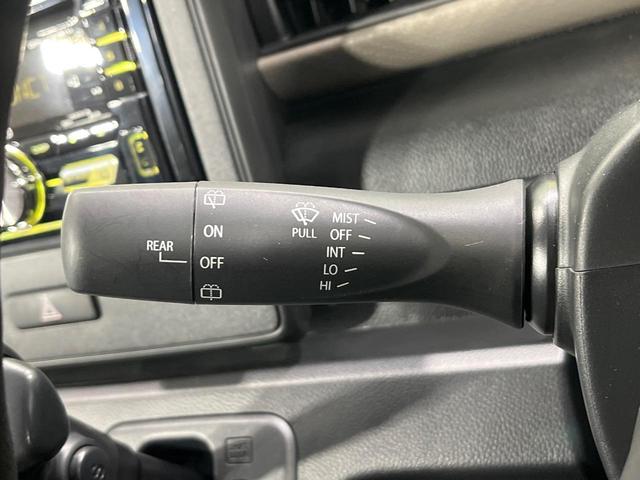 ON
REAR
OFF
PULL
MIST
OFF
INT
LO
HI